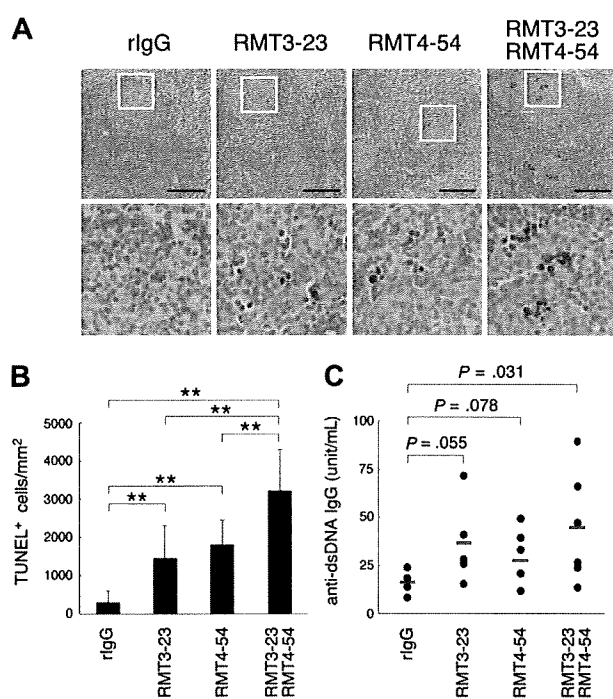 A
rIgG
RMT3-23
RMT4-54
RMT3-23
RMT4-54
B
**
**
**
**
**
TUNEL+ cells/mm2
5000
4000
3000
2000
1000
0
rIgG
RMT3-23
RMT4-54
RMT3-23
RMT4-54
C
P = .031
P = .078
P = .055
anti-dsDNA IgG (unit/mL)
100
75
50
25
0
rIgG
RMT3-23
RMT4-54
RMT3-23
RMT4-54